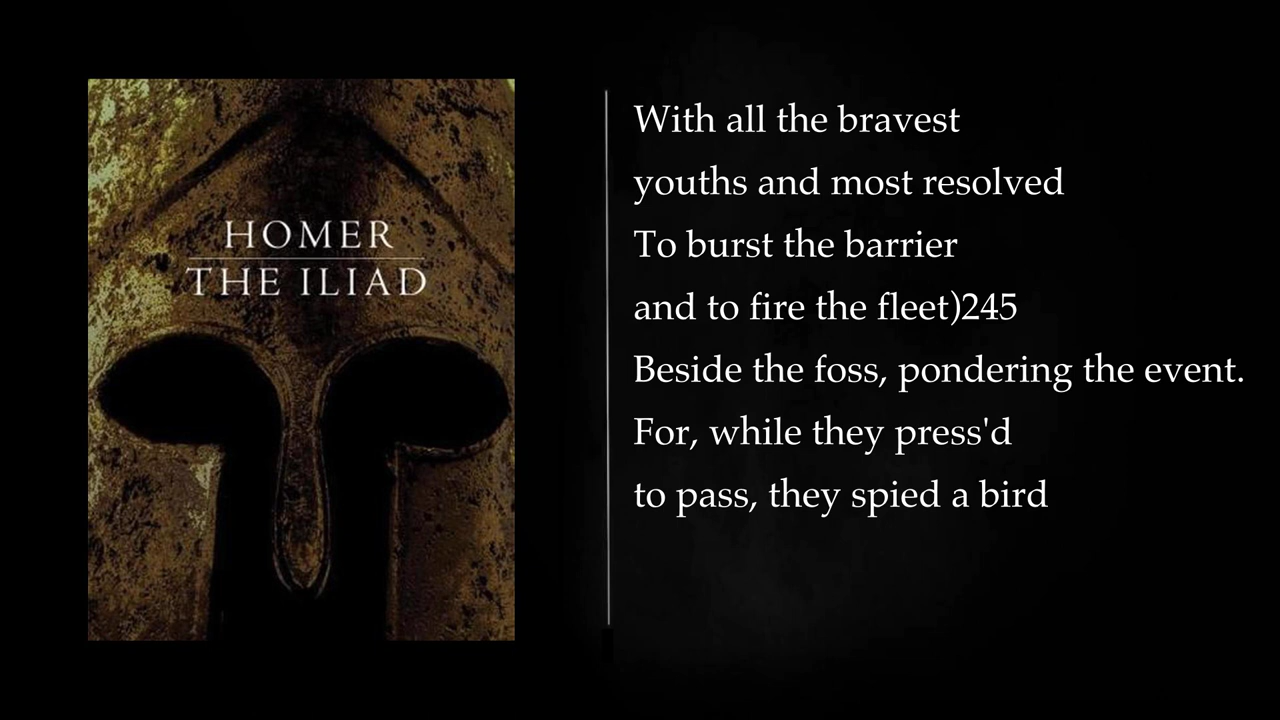 HOMER
THE ILIAD
With all the bravest
youths and most resolved
To burst the barrier
and to fire the fleet)245
Beside the foss, pondering the event.
For, while they press'd
to pass, they spied a bird